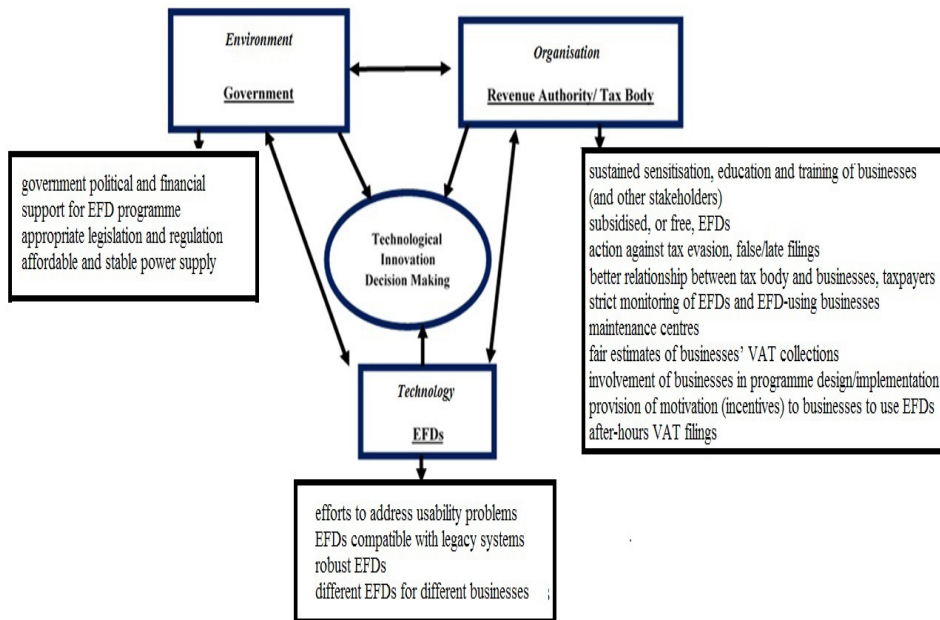 Environment
Government
Organisation
Revenue Authority/ Tax Body
government political and financial
support for EFD programme
appropriate legislation and regulation
affordable and stable power supply
Technological
Innovation
Decision Making
sustained sensitisation, education and training of businesses
(and other stakeholders)
subsidised, or free, EFDs
action against tax evasion, false/late filings
better relationship between tax body and businesses, taxpayers
strict monitoring of EFDs and EFD-using businesses
maintenance centres
fair estimates of businesses’ VAT collections
involvement of businesses in programme design/implementation
provision of motivation (incentives) to businesses to use EFDs
after-hours VAT filings
Technology
EFDs
efforts to address usability problems
EFDs compatible with legacy systems
robust EFDs
different EFDs for different businesses ;